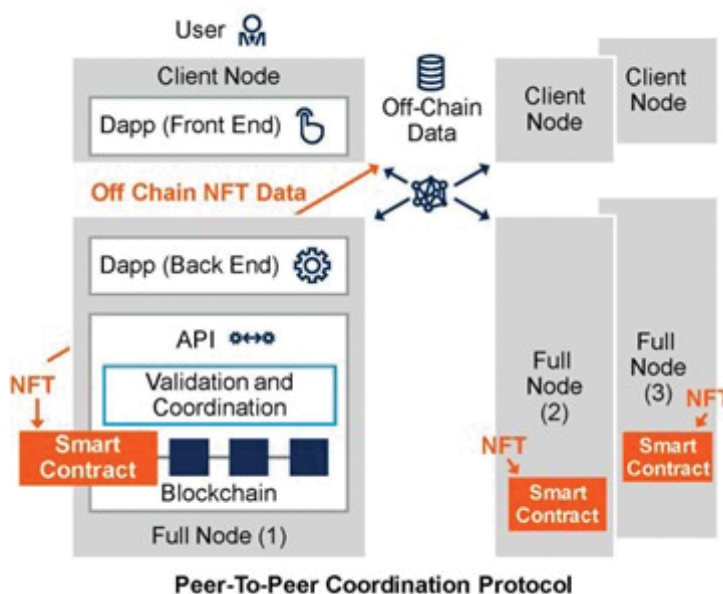 User
Client Node
Dapp (Front End)
Off-Chain
Data
Client
Node
Client
Node
Off Chain NFT Data
Dapp (Back End)
API
Validation and
Coordination
NFT
Smart
Contract
Blockchain
Full Node (1)
Full
Node
(2)
NFT
Smart
Contract
Full
Node
(3)
NFT
Smart
Contract
Peer-To-Peer Coordination Protocol